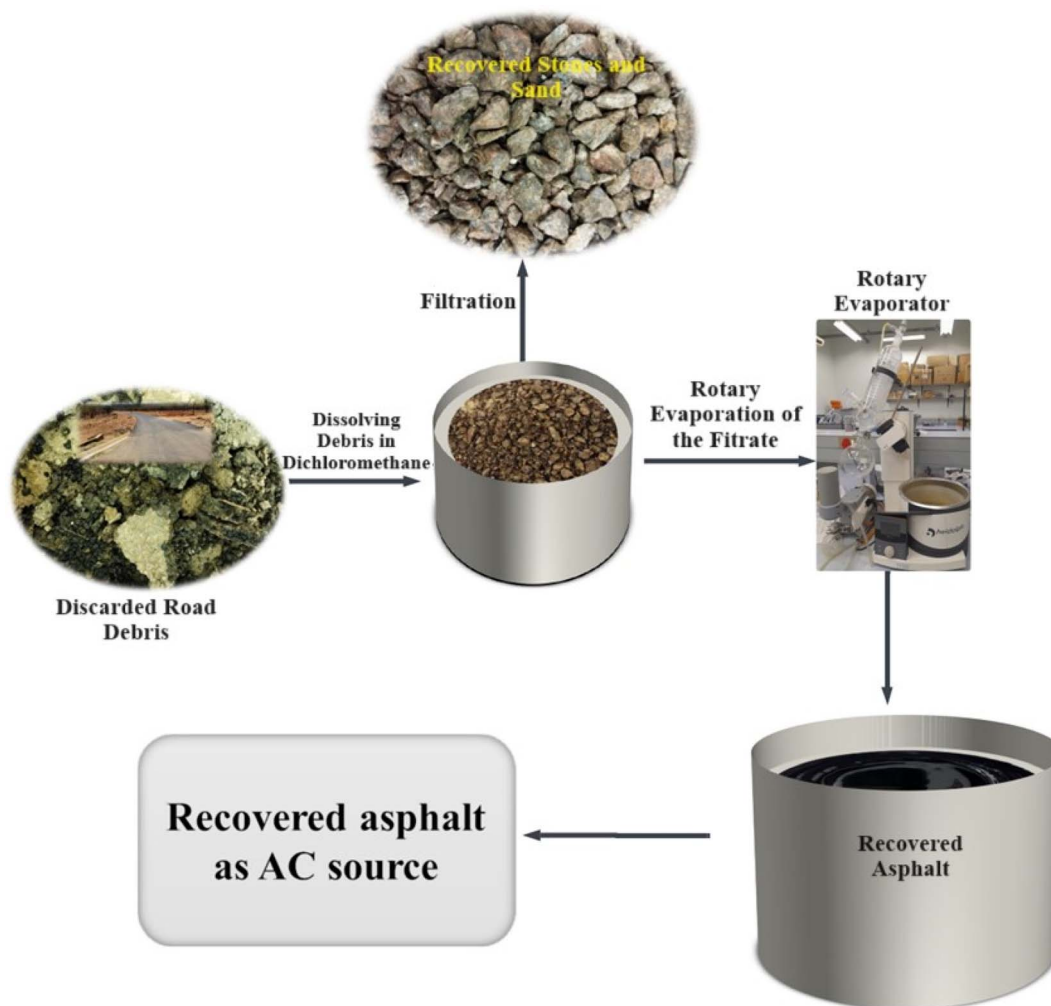 Recovered Stones and
Sand
Filtration
Rotary
Evaporator
Dissolving
Debris in
Dichloromethane
Rotary
Evaporation of
the Fitrate
Discarded Road
Debris
Recovered asphalt
as AC source
Recovered
Asphalt